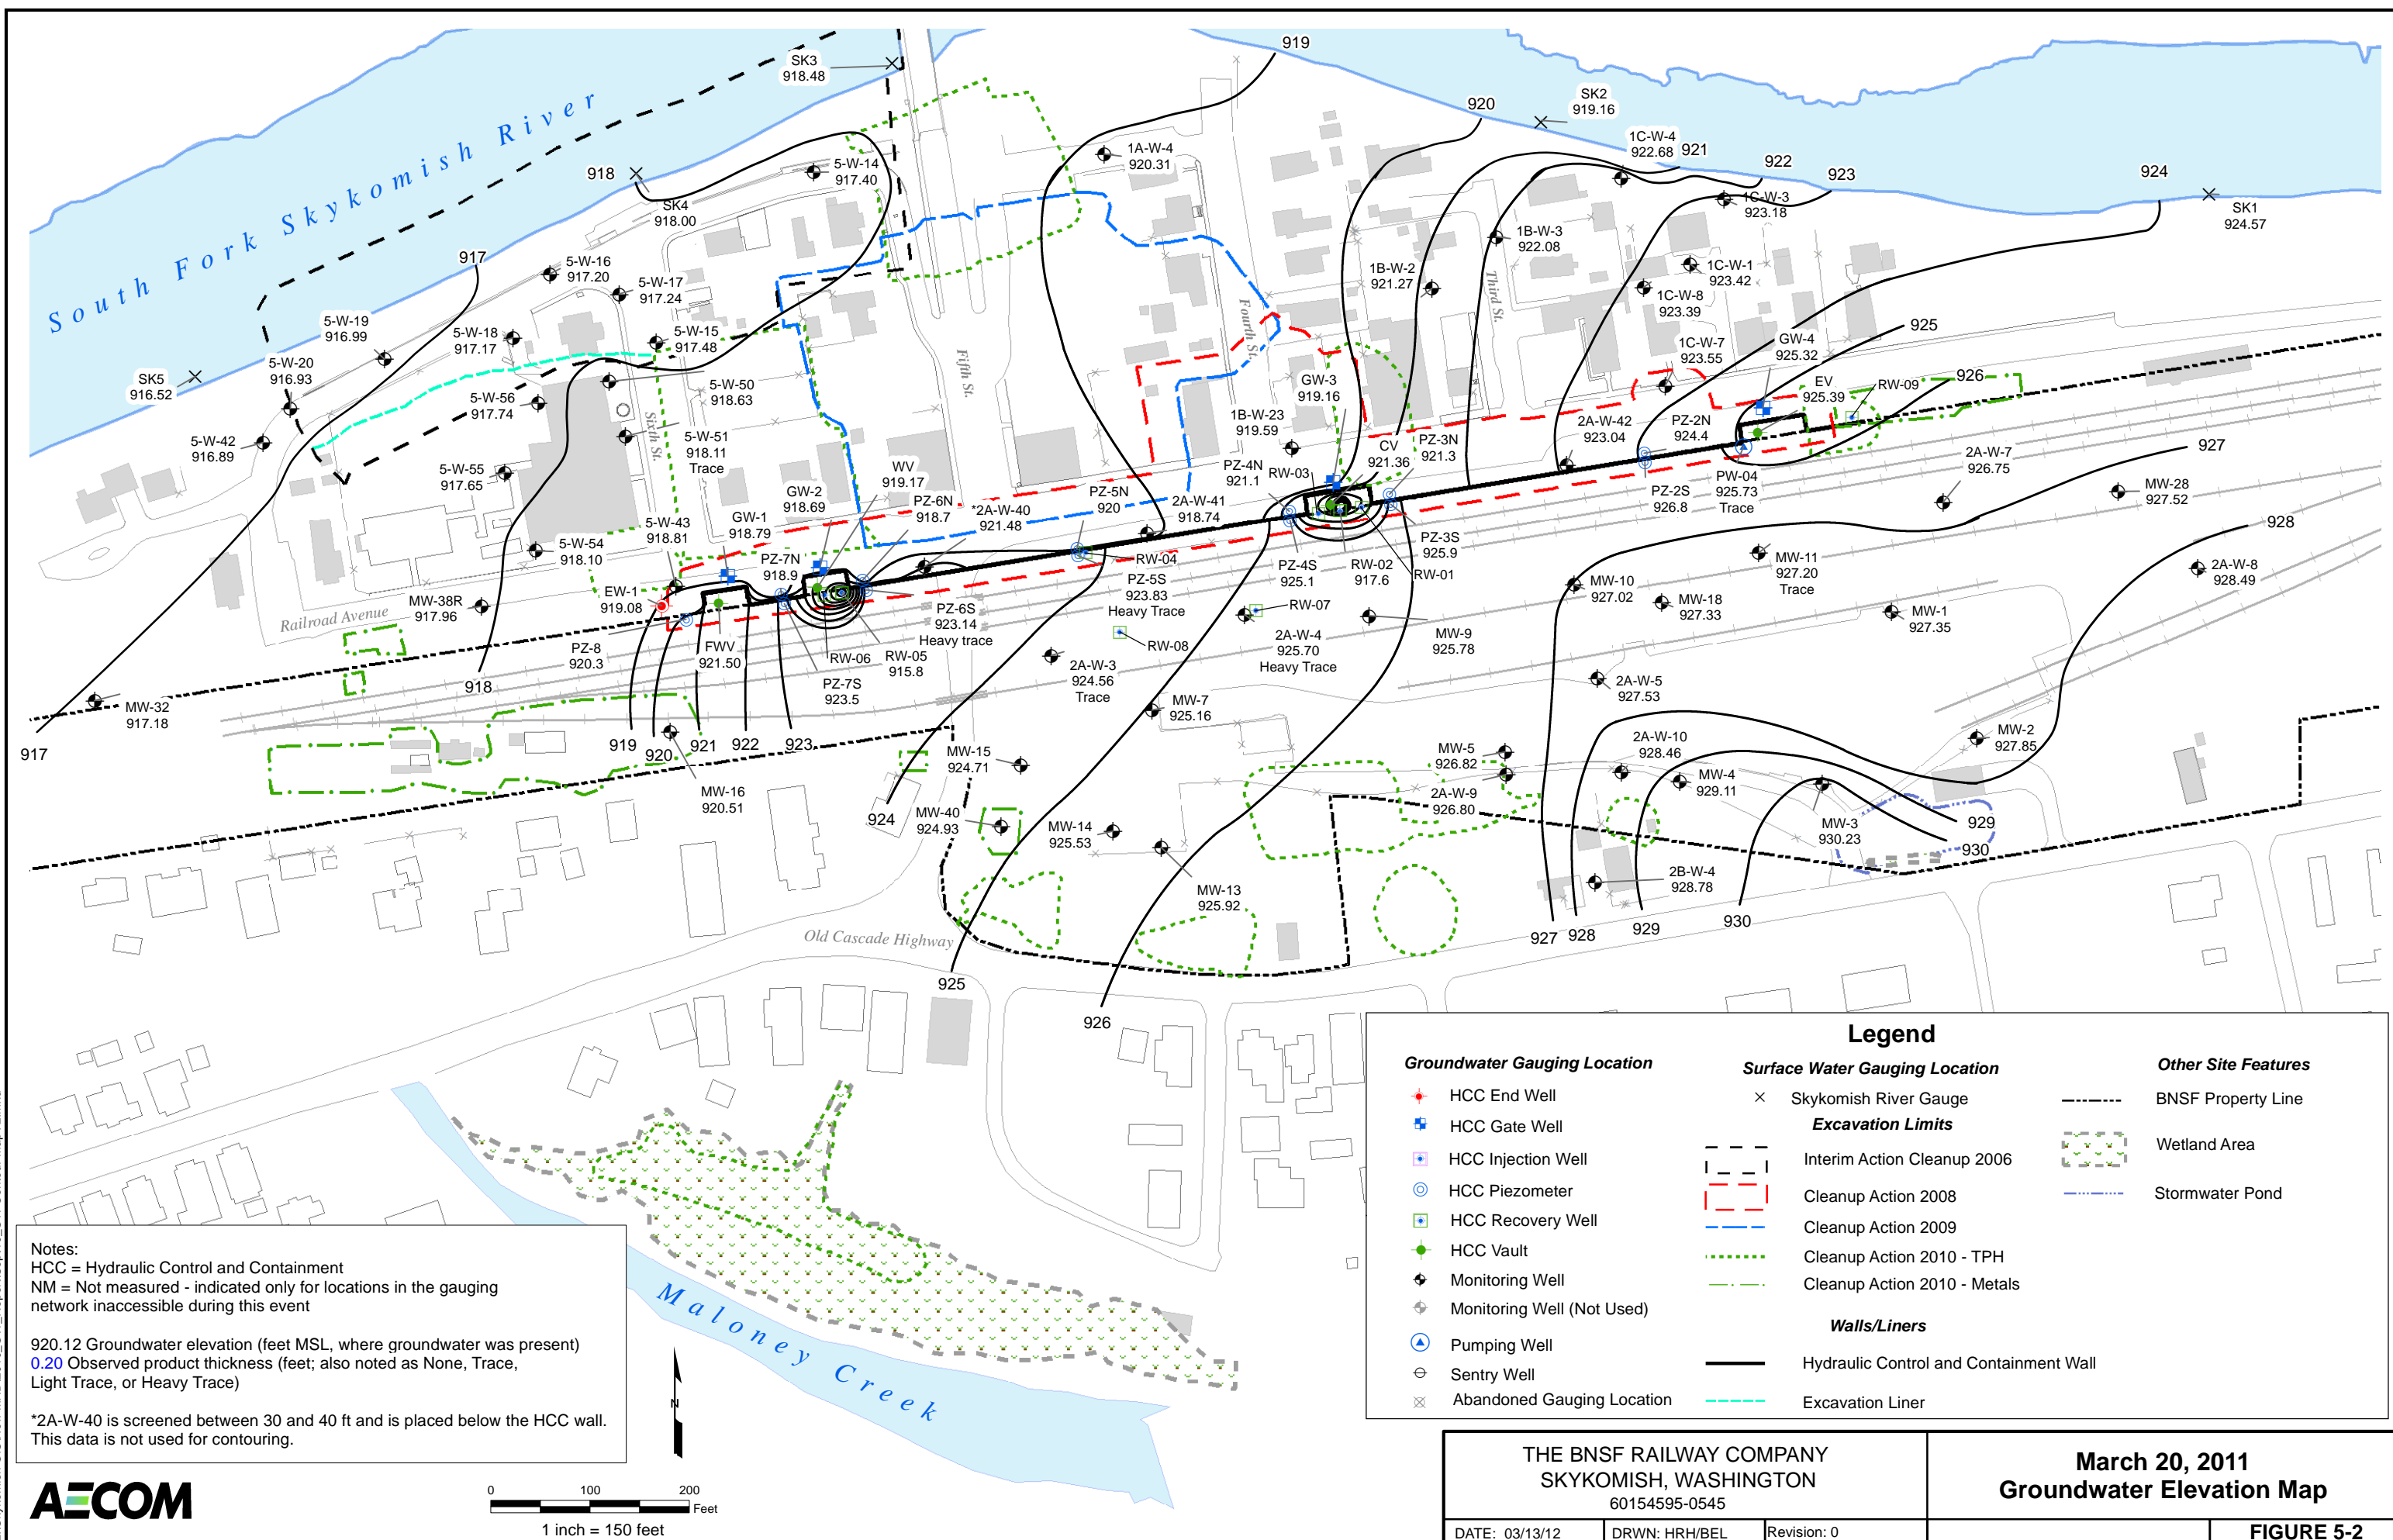 919
SK3
918.48
SK2
919.16
920
1C-W-4
922.68
921
922
923
924
SK1
924.57
1C-W-3
923.18
1A-W-4
920.31
5-W-14
917.40
918
SK4
918.00
South Fork Skykomish River
917
5-W-16
917.20
5-W-17
917.24
5-W-19
916.99
5-W-18
917.17
5-W-15
917.48
5-W-20
916.93
SK5
916.52
5-W-42
916.89
5-W-56
917.74
5-W-50
918.63
5-W-51
918.11
Trace
5-W-55
917.65
5-W-54
918.10
5-W-43
918.81
MW-38R
917.96
EW-1
919.08
1B-W-3
922.08
1B-W-2
921.27
1C-W-1
923.42
1C-W-8
923.39
1C-W-7
923.55
GW-4
925.32
925
EV
925.39
RW-09
926
927
2A-W-7
926.75
MW-28
927.52
928
2A-W-8
928.49
Third St.
Fourth St.
Fifth St.
Sixth St.
GW-3
919.16
1B-W-23
919.59
CV
921.36
PZ-3N
921.3
2A-W-42
923.04
PZ-2N
924.4
PZ-4N
921.1
RW-03
PW-04
925.73
Trace
PZ-2S
926.8
WV
919.17
GW-2
918.69
PZ-6N
918.7
*2A-W-40
921.48
PZ-5N
920
2A-W-41
918.74
GW-1
918.79
PZ-7N
918.9
RW-04
PZ-5S
923.83
Heavy Trace
PZ-4S
925.1
RW-02
917.6
PZ-3S
925.9
RW-01
PZ-6S
923.14
Heavy trace
RW-07
RW-08
2A-W-4
925.70
Heavy Trace
MW-9
925.78
MW-10
927.02
MW-18
927.33
MW-11
927.20
Trace
MW-1
927.35
Railroad Avenue
PZ-8
920.3
FWV
921.50
RW-06
RW-05
915.8
PZ-7S
923.5
2A-W-3
924.56
Trace
MW-7
925.16
2A-W-5
927.53
918
MW-32
917.18
917
919
920
921
922
923
MW-16
920.51
MW-15
924.71
924
MW-40
924.93
MW-14
925.53
MW-13
925.92
MW-5
926.82
2A-W-9
926.80
2A-W-10
928.46
MW-4
929.11
MW-2
927.85
MW-3
930.23
929
930
2B-W-4
928.78
927
928
929
930
Old Cascade Highway
925
926
Maloney Creek
Legend
Groundwater Gauging Location
HCC End Well
HCC Gate Well
HCC Injection Well
HCC Piezometer
HCC Recovery Well
HCC Vault
Monitoring Well
Monitoring Well (Not Used)
Pumping Well
Sentry Well
Abandoned Gauging Location
Surface Water Gauging Location
Skykomish River Gauge
Excavation Limits
Interim Action Cleanup 2006
Cleanup Action 2008
Cleanup Action 2009
Cleanup Action 2010 - TPH
Cleanup Action 2010 - Metals
Walls/Liners
Hydraulic Control and Containment Wall
Excavation Liner
Other Site Features
BNSF Property Line
Wetland Area
Stormwater Pond
Notes:
HCC = Hydraulic Control and Containment
NM = Not measured - indicated only for locations in the gauging
network inaccessible during this event
920.12 Groundwater elevation (feet MSL, where groundwater was present)
0.20 Observed product thickness (feet; also noted as None, Trace,
Light Trace, or Heavy Trace)
*2A-W-40 is screened between 30 and 40 ft and is placed below the HCC wall.
This data is not used for contouring.
AECOM
N
0 100 200
Feet
1 inch = 150 feet
THE BNSF RAILWAY COMPANY
SKYKOMISH, WASHINGTON
60154595-0545
March 20, 2011
Groundwater Elevation Map
DATE: 03/13/12
DRWN: HRH/BEL
Revision: 0
FIGURE 5-2